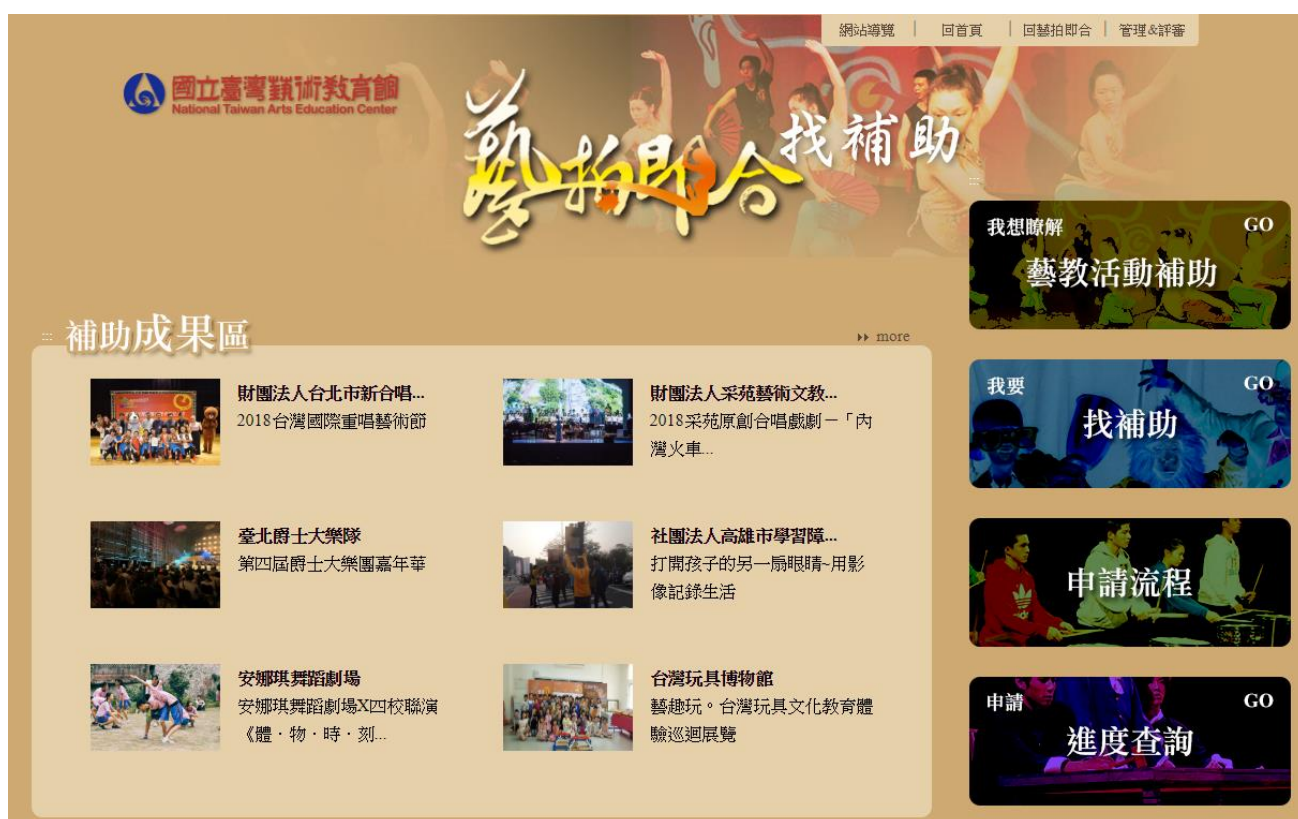 網站導覽 | 回首頁 | 回藝拍即合 | 管理&評審
國立臺灣藝術教育館
National Taiwan Arts Education Center
藝拍即合 找補助
我想瞭解 GO
藝教活動補助
補助成果區
more
財團法人台北市新合唱...
2018台灣國際重唱藝術節
財團法人采苑藝術文教...
2018采苑原創合唱戲劇－「內
灣火車...
臺北爵士大樂隊
第四屆爵士大樂團嘉年華
社團法人高雄市學習障...
打開孩子的另一扇眼睛~用影
像記錄生活
安娜琪舞蹈劇場
安娜琪舞蹈劇場X四校聯演
《體．物．時．刻...
台灣玩具博物館
藝趣玩。台灣玩具文化教育體
驗巡迴展覽
我要 GO
找補助
申請流程
申請 GO
進度查詢